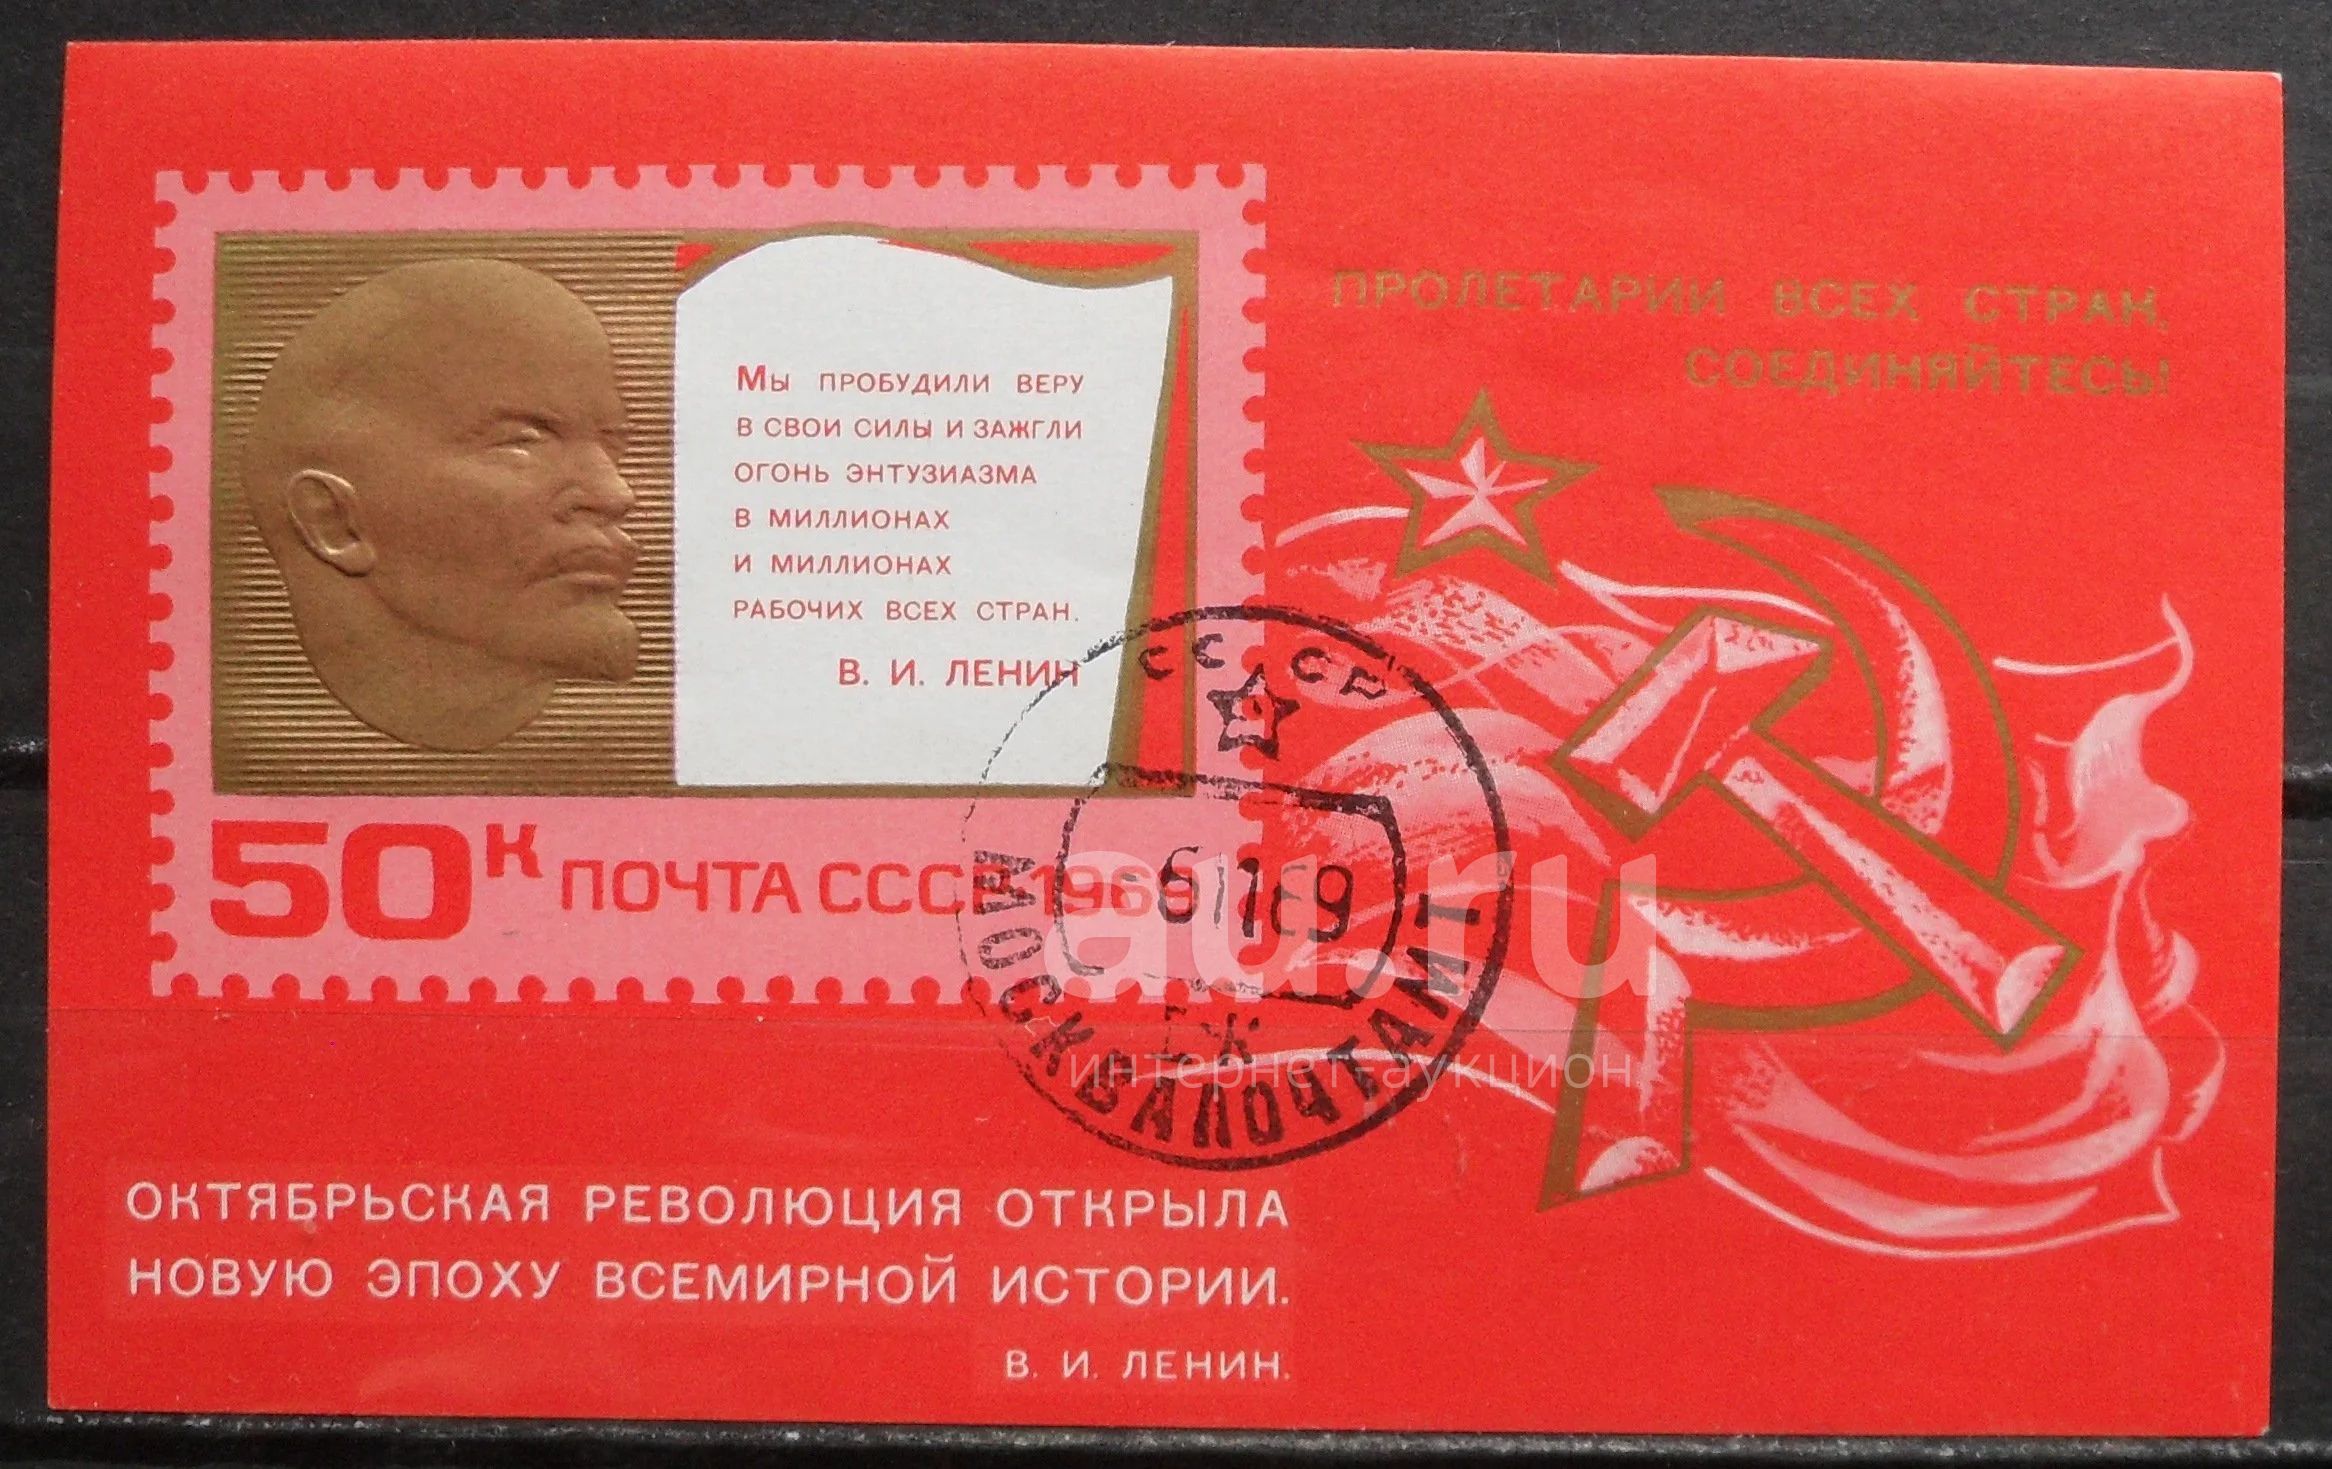 ПРОЛЕТАРИИ ВСЕХ СТРАН,
СОЕДИНЯЙТЕСЬ!
Мы ПРОБУДИЛИ ВЕРУ
В СВОИ СИЛЫ И ЗАЖГЛИ
ОГОНЬ ЭНТУЗИАЗМА
В МИЛЛИОНАХ
И МИЛЛИОНАХ
РАБОЧИХ ВСЕХ СТРАН.
В. И. ЛЕНИН
50К ПОЧТА СССР 1969
СССР
МОСКВА ПОЧТАМТ
au.ru
интернет-аукцион
ОКТЯБРЬСКАЯ РЕВОЛЮЦИЯ ОТКРЫЛА
НОВУЮ ЭПОХУ ВСЕМИРНОЙ ИСТОРИИ.
В. И. ЛЕНИН.